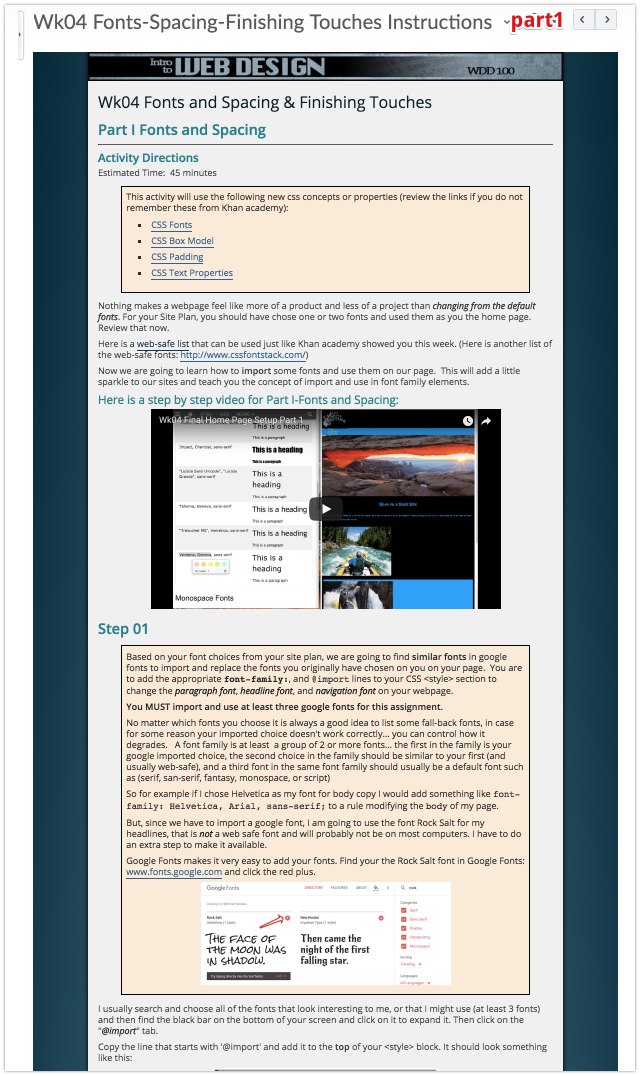 Wk04 Fonts-Spacing-Finishing Touches Instructions
part1
intro to WEB DESIGN
WDD 100
Wk04 Fonts and Spacing & Finishing Touches
Part I Fonts and Spacing
Activity Directions
Estimated Time: 45 minutes
This activity will use the following new css concepts or properties (review the links if you do not
remember these from Khan academy):
CSS Fonts
CSS Box Model
CSS Padding
CSS Text Properties
Nothing makes a webpage feel like more of a product and less of a project than changing from the default
fonts. For your Site Plan, you should have chose one or two fonts and used them as you the home page.
Review that now.
Here is a web-safe list that can be used just like Khan academy showed you this week. (Here is another list
of the web-safe fonts: http://www.cssfontstack.com/)
Now we are going to learn how to import some fonts and use them on our page. This will add a little
sparkle to our sites and teach you the concept of import and use in font family elements.
Here is a step by step video for Part I-Fonts and Spacing:
Wk04 Final Home Page Setup Part 1
This is a heading
This is a paragraph
Impact, Charcoal, sans-serif
This is a heading
This is a paragraph
"Lucida Sans Unicode", "Lucida
Grande", sans-serif
This is a
heading
This is a paragraph
Tahoma, Geneva, sans-serif
This is a heading
This is a paragraph
"Trebuchet MS", Helvetica, sans-serif
This is a heading
This is a paragraph
Verdana, Geneva, sans-serif
This is a
heading
This is a paragraph
Monospace Fonts
Step 01
Based on your font choices from your site plan, we are going to find similar fonts in google
fonts to import and replace the fonts you originally have chosen on you on your page. You are
to add the appropriate font-family:, and @import lines to your CSS <style> section to
change the paragraph font, headline font, and navigation font on your webpage.
You MUST import and use at least three google fonts for this assignment.
No matter which fonts you choose it is always a good idea to list some fall-back fonts, in case
for some reason your imported choice doesn't work correctly... you can control how it
degrades. A font family is at least a group of 2 or more fonts... the first in the family is your
google imported choice, the second choice in the family should be similar to your first (and
usually web-safe), and a third font in the same font family should usually be a default font such
as (serif, san-serif, fantasy, monospace, or script)
So for example if I chose Helvetica as my font for body copy I would add something like font-
family: Helvetica, Arial, sans-serif; to a rule modifying the body of my page.
But, since we have to import a google font, I am going to use the font Rock Salt for my
headlines, that is not a web safe font and will probably not be on most computers. I have to do
an extra step to make it available.
Google Fonts makes it very easy to add your fonts. Find your the Rock Salt font in Google Fonts:
www.fonts.google.com and click the red plus.
Google Fonts
DIRECTORY
FEATURED
ABOUT
Rock Salt
New Rocker
THE FACE OF
THE MOON WAS
IN SHADOW.
Then came the
night of the first
falling star.
Try typing directly into the text fields.
Categories
Serif
Sans Serif
Display
Handwriting
Monospace
Sorting
Trending
Languages
All Languages
I usually search and choose all of the fonts that look interesting to me, or that I might use (at least 3 fonts)
and then find the black bar on the bottom of your screen and click on it to expand it. Then click on the
"@import" tab.
Copy the line that starts with '@import' and add it to the top of your <style> block. It should look something
like this: